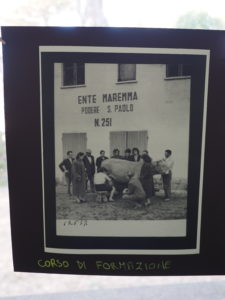 ENTE MAREMMA
PODERE S. PAOLO
N. 251
CORSO DI FORMAZIONE